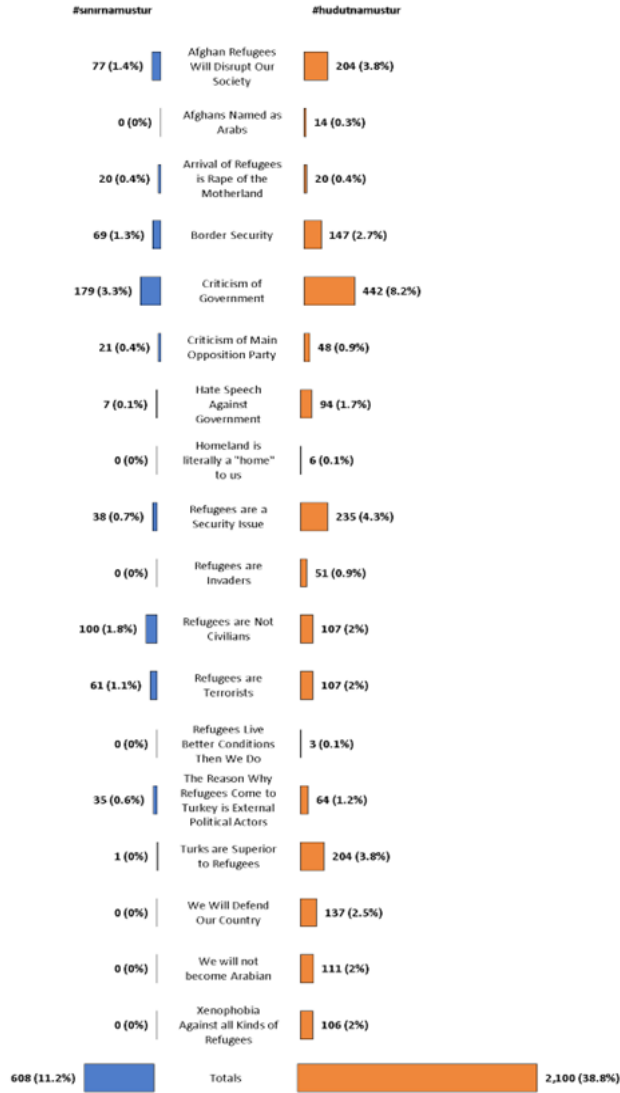 #sınırnamustur #hudutnamustur
77 (1.4%) Afghan Refugees Will Disrupt Our Society 204 (3.8%)
0 (0%) Afghans Named as Arabs 14 (0.3%)
20 (0.4%) Arrival of Refugees is Rape of the Motherland 20 (0.4%)
69 (1.3%) Border Security 147 (2.7%)
179 (3.3%) Criticism of Government 442 (8.2%)
21 (0.4%) Criticism of Main Opposition Party 48 (0.9%)
7 (0.1%) Hate Speech Against Government 94 (1.7%)
0 (0%) Homeland is literally a "home" to us 6 (0.1%)
38 (0.7%) Refugees are a Security Issue 235 (4.3%)
0 (0%) Refugees are Invaders 51 (0.9%)
100 (1.8%) Refugees are Not Civilians 107 (2%)
61 (1.1%) Refugees are Terrorists 107 (2%)
0 (0%) Refugees Live Better Conditions Then We Do 3 (0.1%)
35 (0.6%) The Reason Why Refugees Come to Turkey is External Political Actors 64 (1.2%)
1 (0%) Turks are Superior to Refugees 204 (3.8%)
0 (0%) We Will Defend Our Country 137 (2.5%)
0 (0%) We will not become Arabian 111 (2%)
0 (0%) Xenophobia Against all Kinds of Refugees 106 (2%)
608 (11.2%) Totals 2,100 (38.8%)